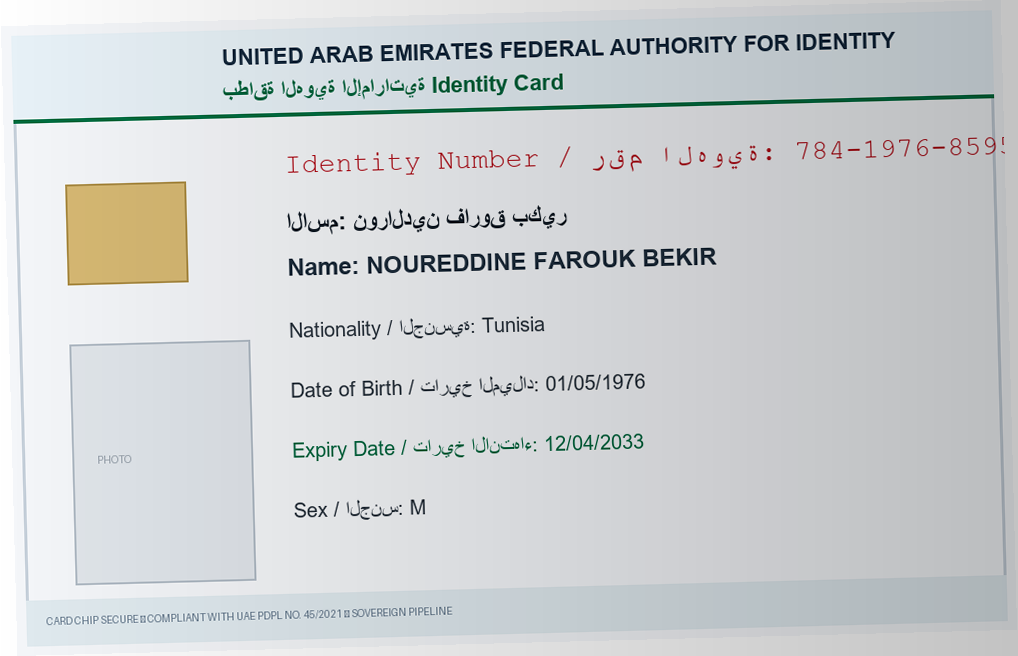 UNITED ARAB EMIRATES FEDERAL AUTHORITY FOR IDENTITY
بطاقة الهوية الإماراتية Identity Card
Identity Number / رقم الهوية: 784-1976-859
الاسم: نورالدين فاروق بكير
Name: NOUREDDINE FAROUK BEKIR
Nationality / الجنسية: Tunisia
Date of Birth / تاريخ الميلاد: 01/05/1976
Expiry Date / تاريخ الانتهاء: 12/04/2033
Sex / الجنس: M
PHOTO
CARD CHIP SECURE COMPLIANT WITH UAE PDPL NO. 45/2021 SOVEREIGN PIPELINE